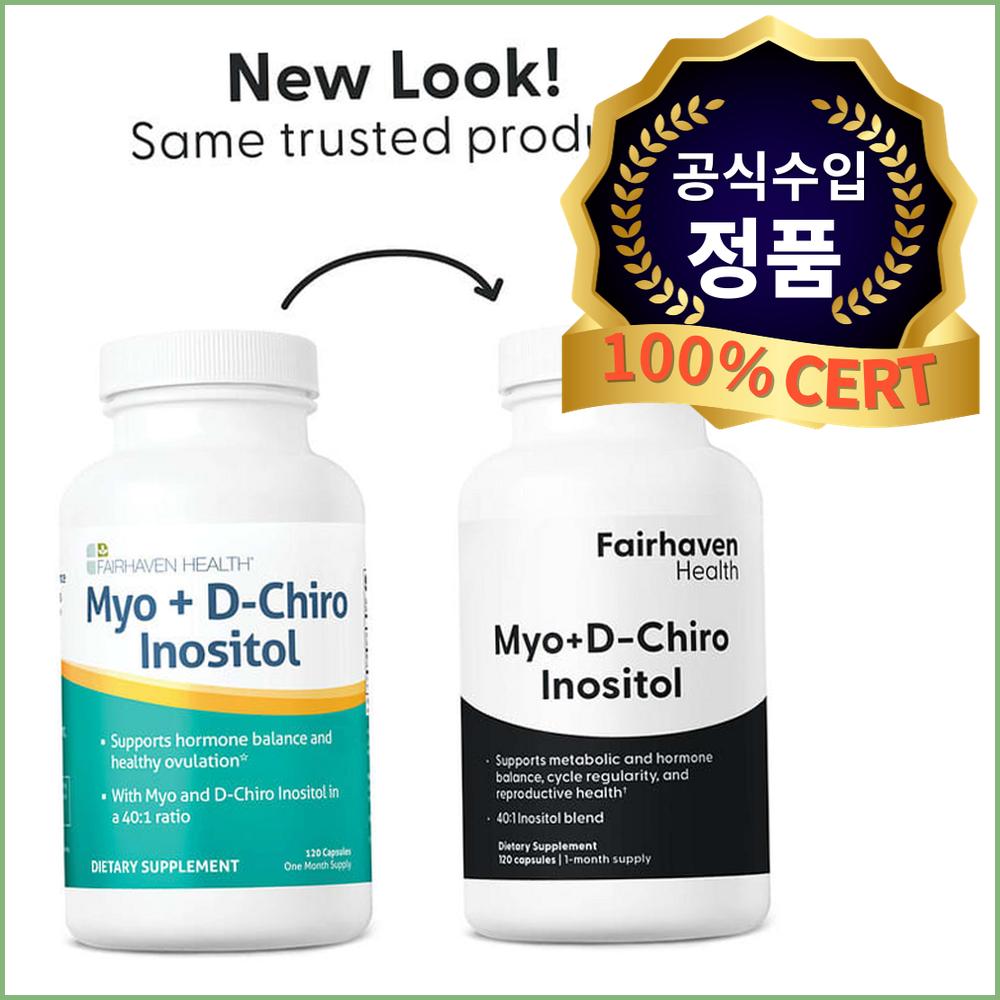 New Look!
Same trusted produ
공식수입
정품
100% CERT
FAIRHAVEN HEALTH
Myo + D-Chiro
Inositol
• Supports hormone balance and
healthy ovulation☆
• With Myo and D-Chiro Inositol in
a 40:1 ratio
DIETARY SUPPLEMENT
120 Capsules
One Month Supply
Fairhaven
Health
Myo+D-Chiro
Inositol
· Supports metabolic and hormone
balance, cycle regularity, and
reproductive health†
· 40:1 Inositol blend
Dietary Supplement
120 capsules | 1-month supply